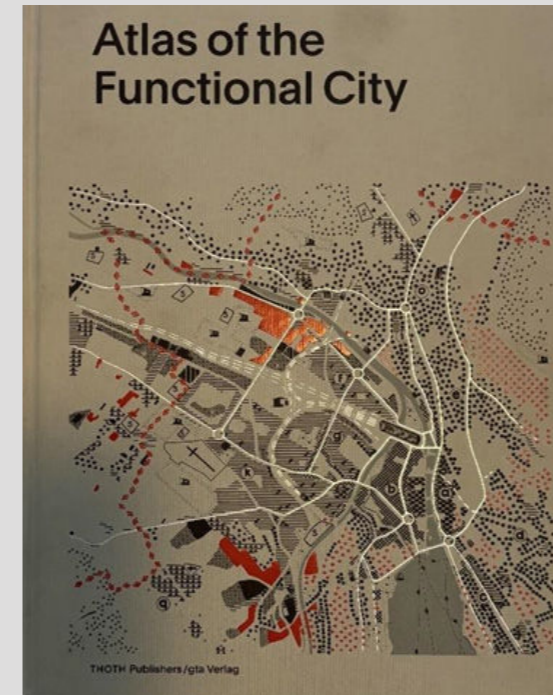 Atlas of the
Functional City
THOTH Publishers/gta Verlag